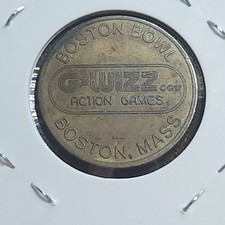 BOSTON BOWL
G-WIZZ.COM
ACTION GAMES
BOSTON, MASS